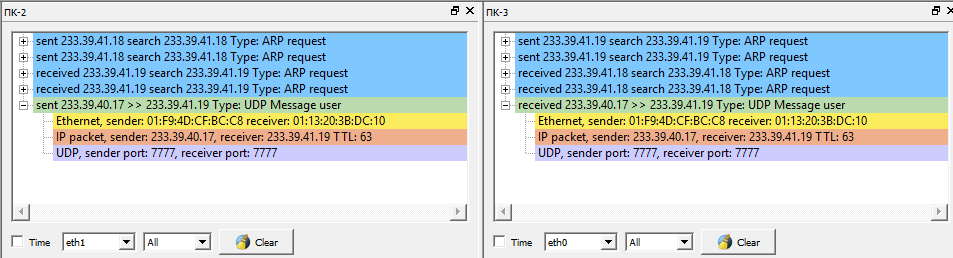 ПК-2
sent 233.39.41.18 search 233.39.41.18 Type: ARP request
sent 233.39.41.18 search 233.39.41.18 Type: ARP request
received 233.39.41.19 search 233.39.41.19 Type: ARP request
received 233.39.41.19 search 233.39.41.19 Type: ARP request
sent 233.39.40.17 >> 233.39.41.19 Type: UDP Message user
Ethernet, sender: 01:F9:4D:CF:BC:C8 receiver: 01:13:20:3B:DC:10
IP packet, sender: 233.39.40.17, receiver: 233.39.41.19 TTL: 63
UDP, sender port: 7777, receiver port: 7777
Time eth1 All Clear
ПК-3
sent 233.39.41.19 search 233.39.41.19 Type: ARP request
sent 233.39.41.19 search 233.39.41.19 Type: ARP request
received 233.39.41.18 search 233.39.41.18 Type: ARP request
received 233.39.41.18 search 233.39.41.18 Type: ARP request
received 233.39.40.17 >> 233.39.41.19 Type: UDP Message user
Ethernet, sender: 01:F9:4D:CF:BC:C8 receiver: 01:13:20:3B:DC:10
IP packet, sender: 233.39.40.17, receiver: 233.39.41.19 TTL: 63
UDP, sender port: 7777, receiver port: 7777
Time eth0 All Clear